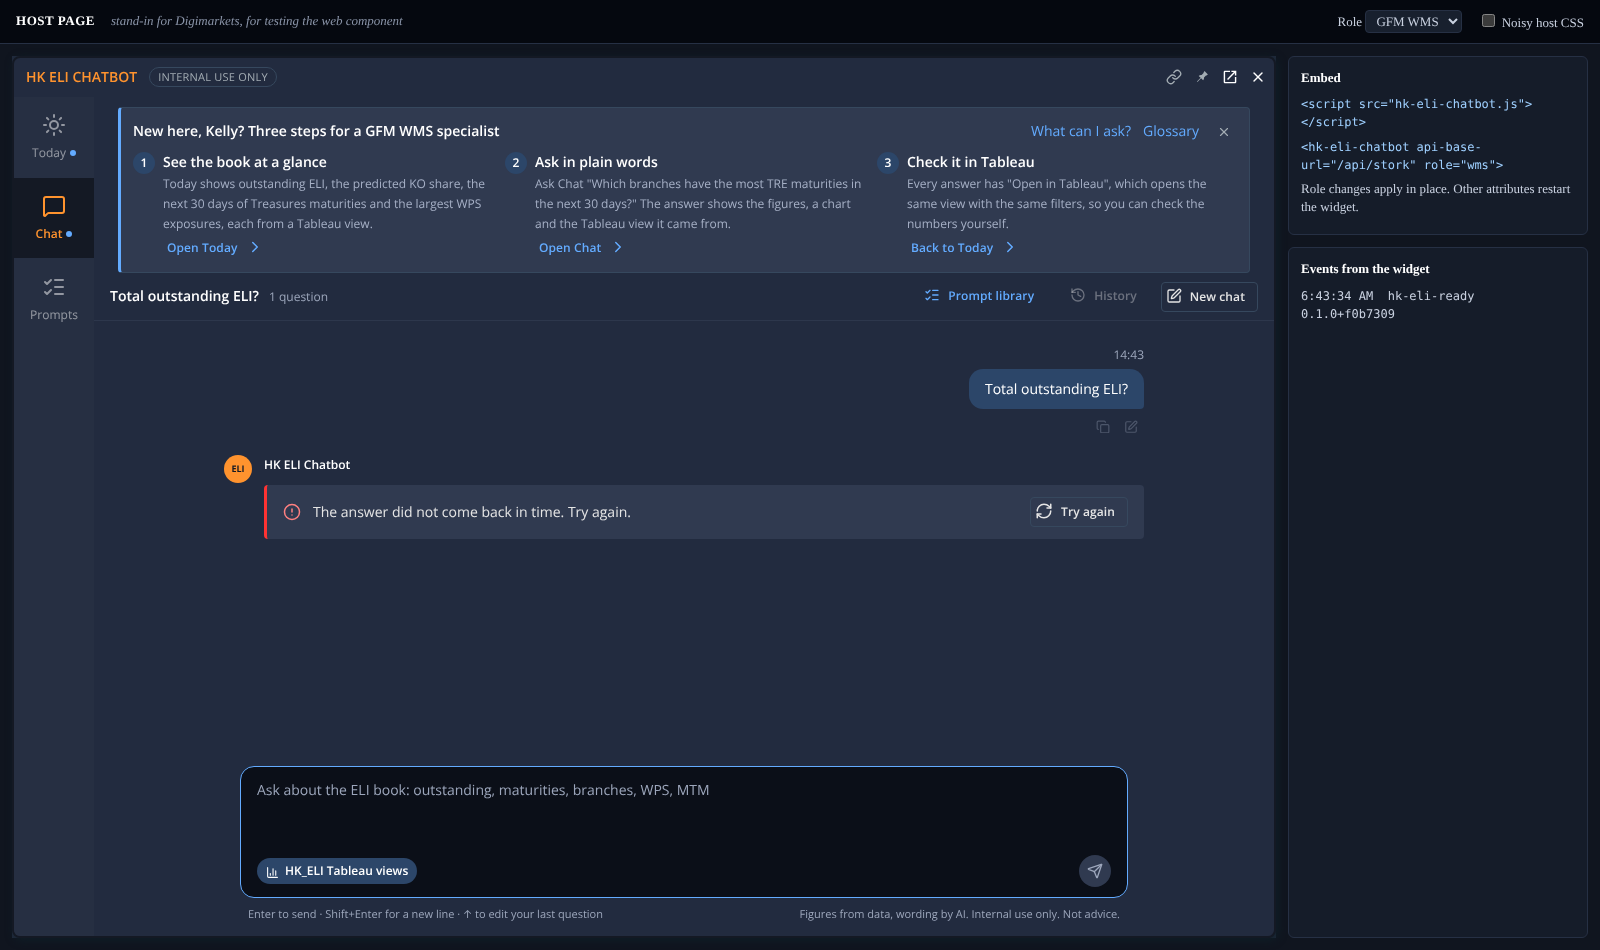 HOST PAGE stand-in for Digimarkets, for testing the web component
Role GFM WMS Noisy host CSS
HK ELI CHATBOT INTERNAL USE ONLY
Today
Chat
Prompts
New here, Kelly? Three steps for a GFM WMS specialist
What can I ask? Glossary
1 See the book at a glance
Today shows outstanding ELI, the predicted KO share, the
next 30 days of Treasures maturities and the largest WPS
exposures, each from a Tableau view.
Open Today
2 Ask in plain words
Ask Chat "Which branches have the most TRE maturities in
the next 30 days?" The answer shows the figures, a chart
and the Tableau view it came from.
Open Chat
3 Check it in Tableau
Every answer has "Open in Tableau", which opens the
same view with the same filters, so you can check the
numbers yourself.
Back to Today
Total outstanding ELI? 1 question
Prompt library History New chat
14:43
Total outstanding ELI?
ELI HK ELI Chatbot
The answer did not come back in time. Try again.
Try again
Ask about the ELI book: outstanding, maturities, branches, WPS, MTM
HK_ELI Tableau views
Enter to send · Shift+Enter for a new line · ↑ to edit your last question
Figures from data, wording by AI. Internal use only. Not advice.
Embed
<script src="hk-eli-chatbot.js">
</script>
<hk-eli-chatbot api-base-
url="/api/stork" role="wms">
Role changes apply in place. Other attributes restart
the widget.
Events from the widget
6:43:34 AM hk-eli-ready
0.1.0+f0b7309